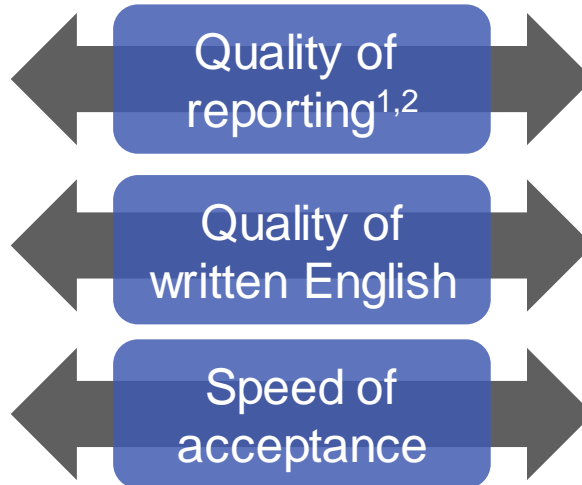 Quality of
reporting1,2
Quality of
written English
Speed of
acceptance